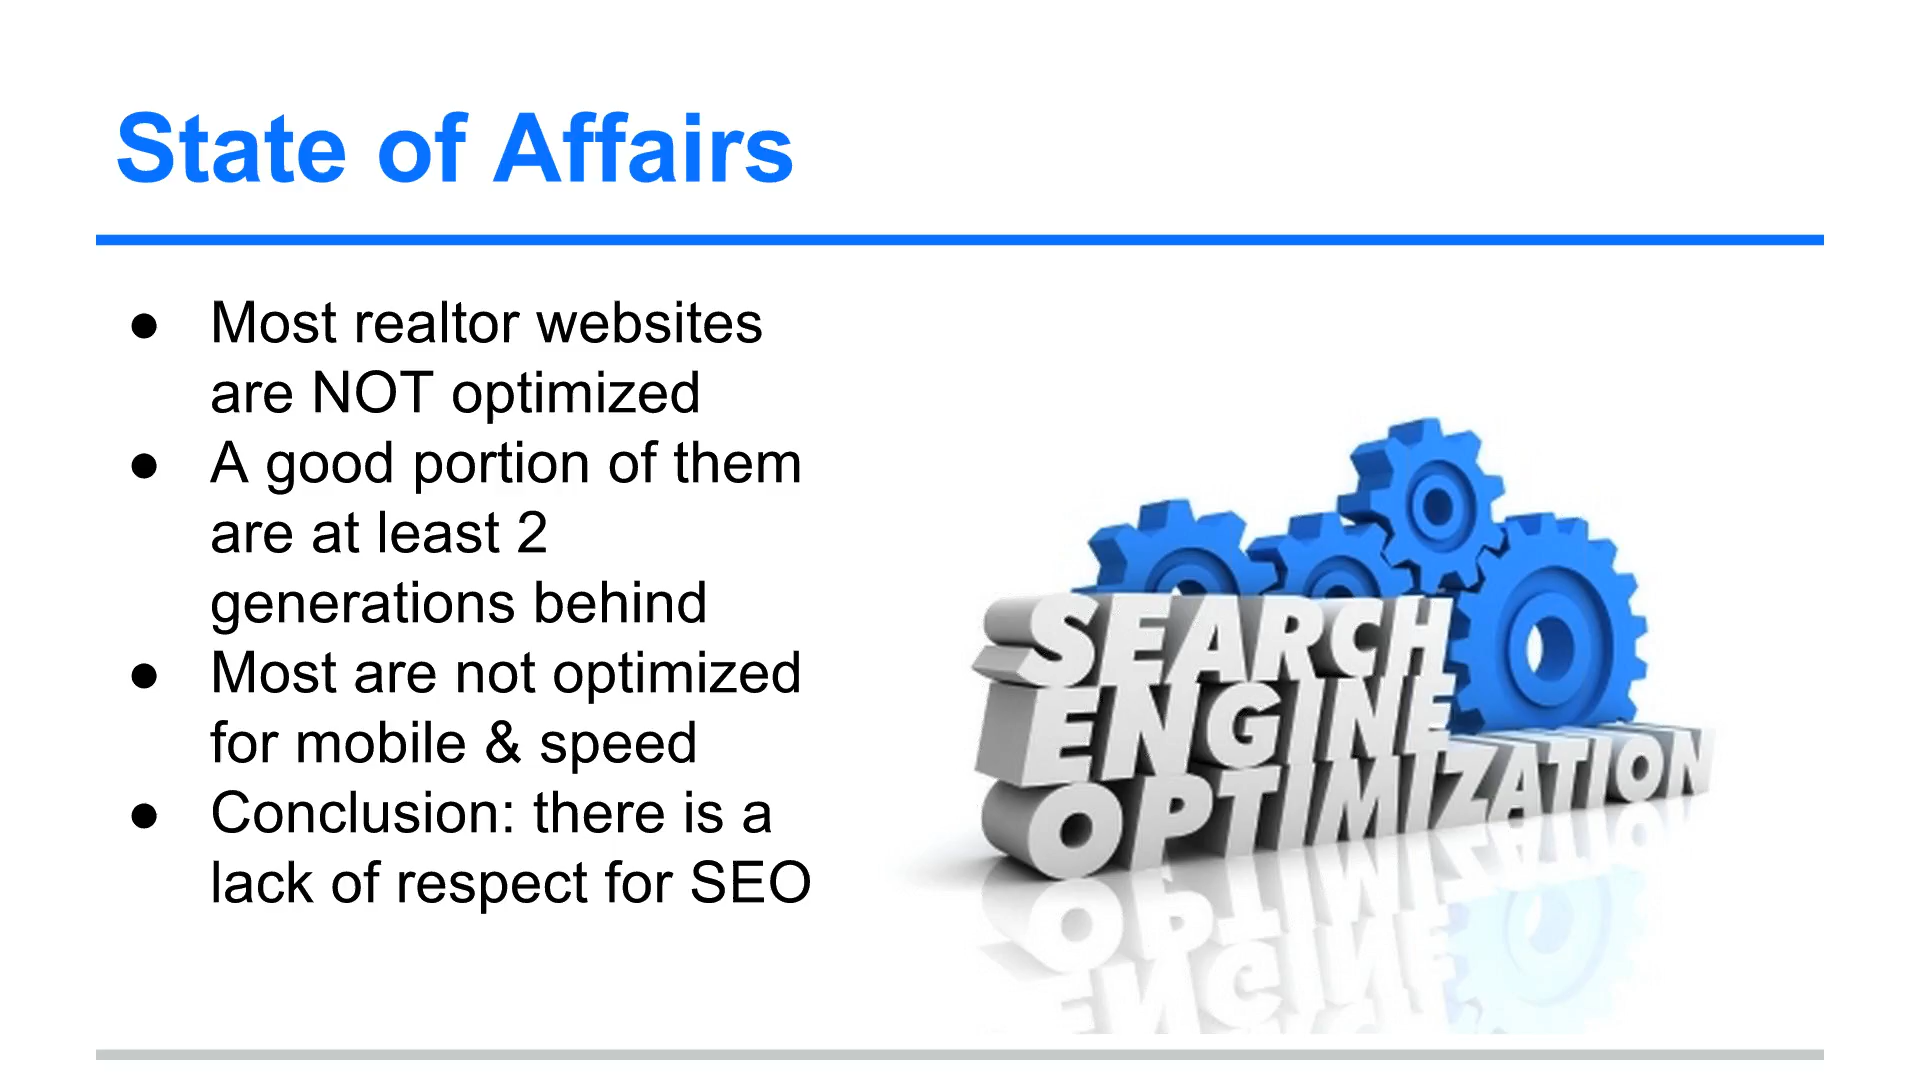 State of Affairs
● Most realtor websites
are NOT optimized
● A good portion of them
are at least 2
generations behind
● Most are not optimized
for mobile & speed
● Conclusion: there is a
lack of respect for SEO
SEARCH
ENGINE
OPTIMIZATION